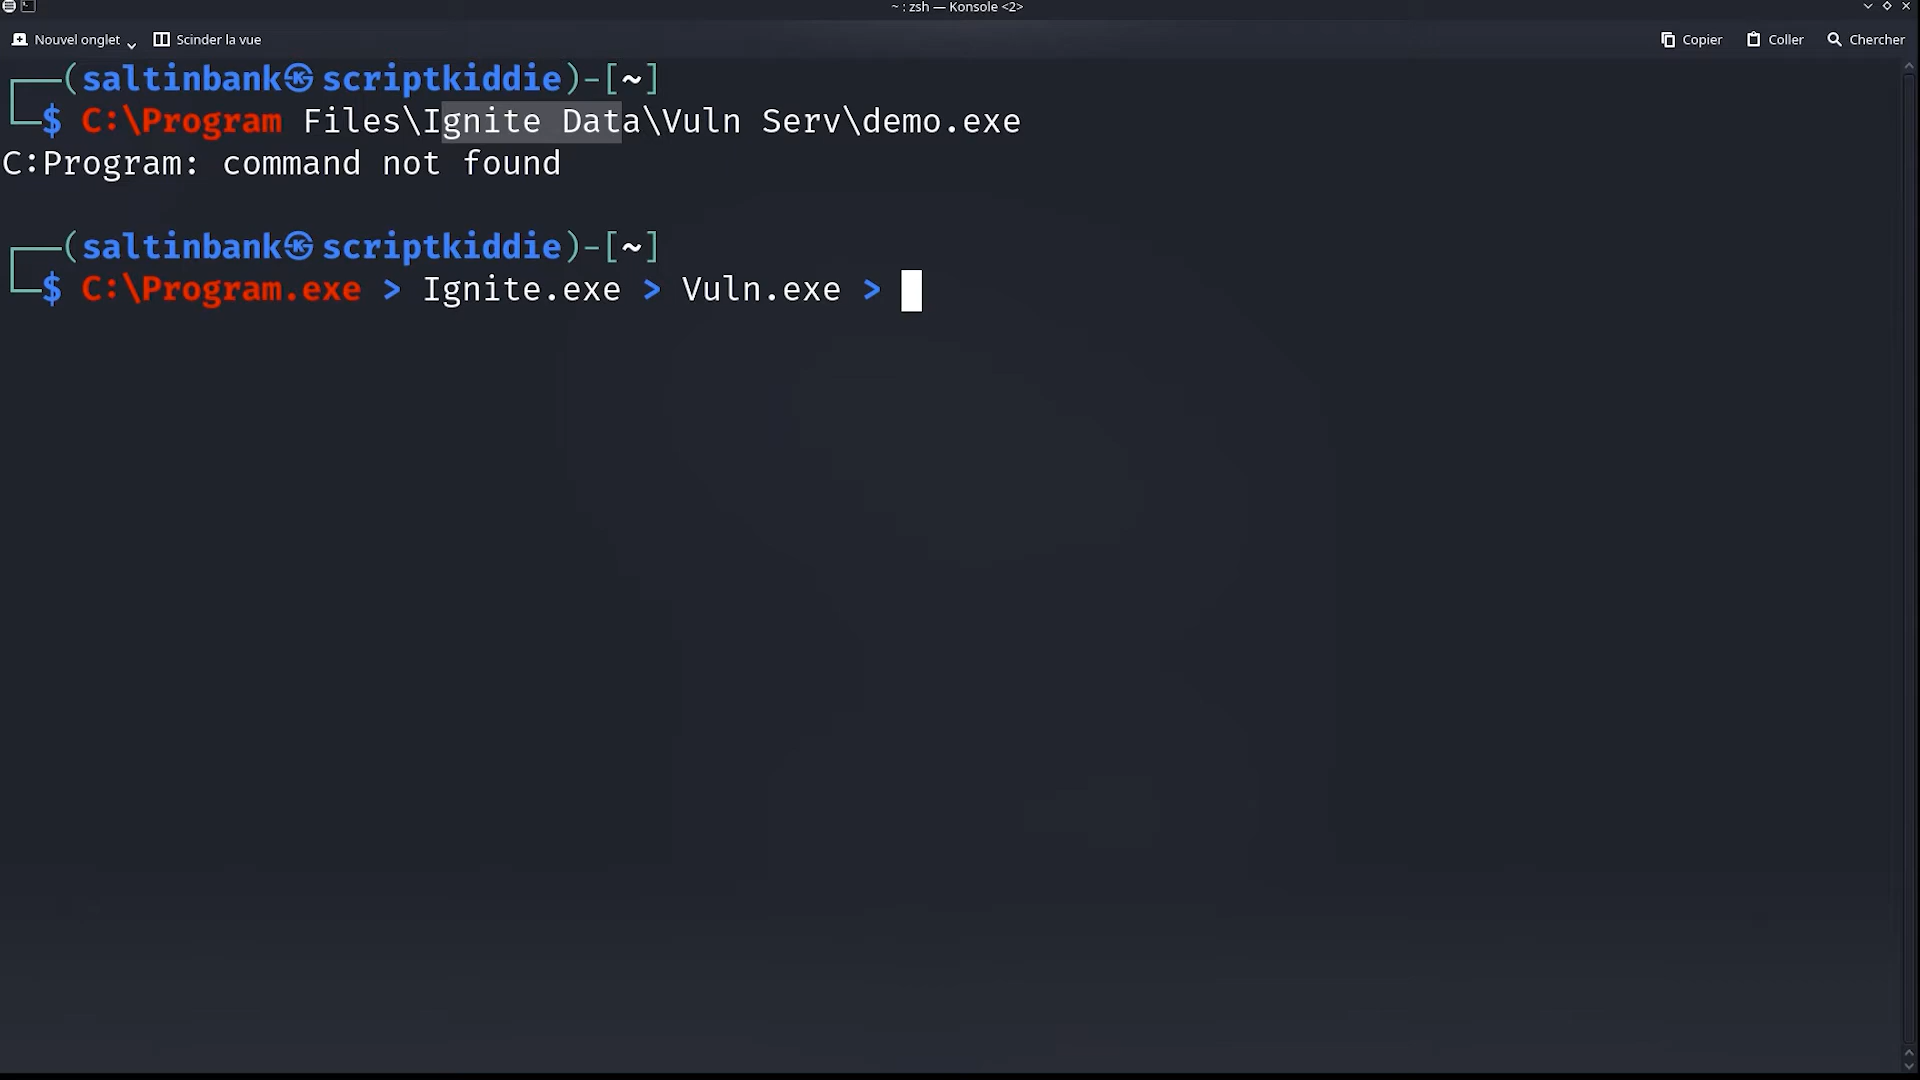 ~ : zsh — Konsole <2>
Nouvel onglet Scinder la vue Copier Coller Chercher
┌──(saltinbank㉿scriptkiddie)-[~]
└─$ C:\Program Files\Ignite Data\Vuln Serv\demo.exe
C:Program: command not found
┌──(saltinbank㉿scriptkiddie)-[~]
└─$ C:\Program.exe > Ignite.exe > Vuln.exe >